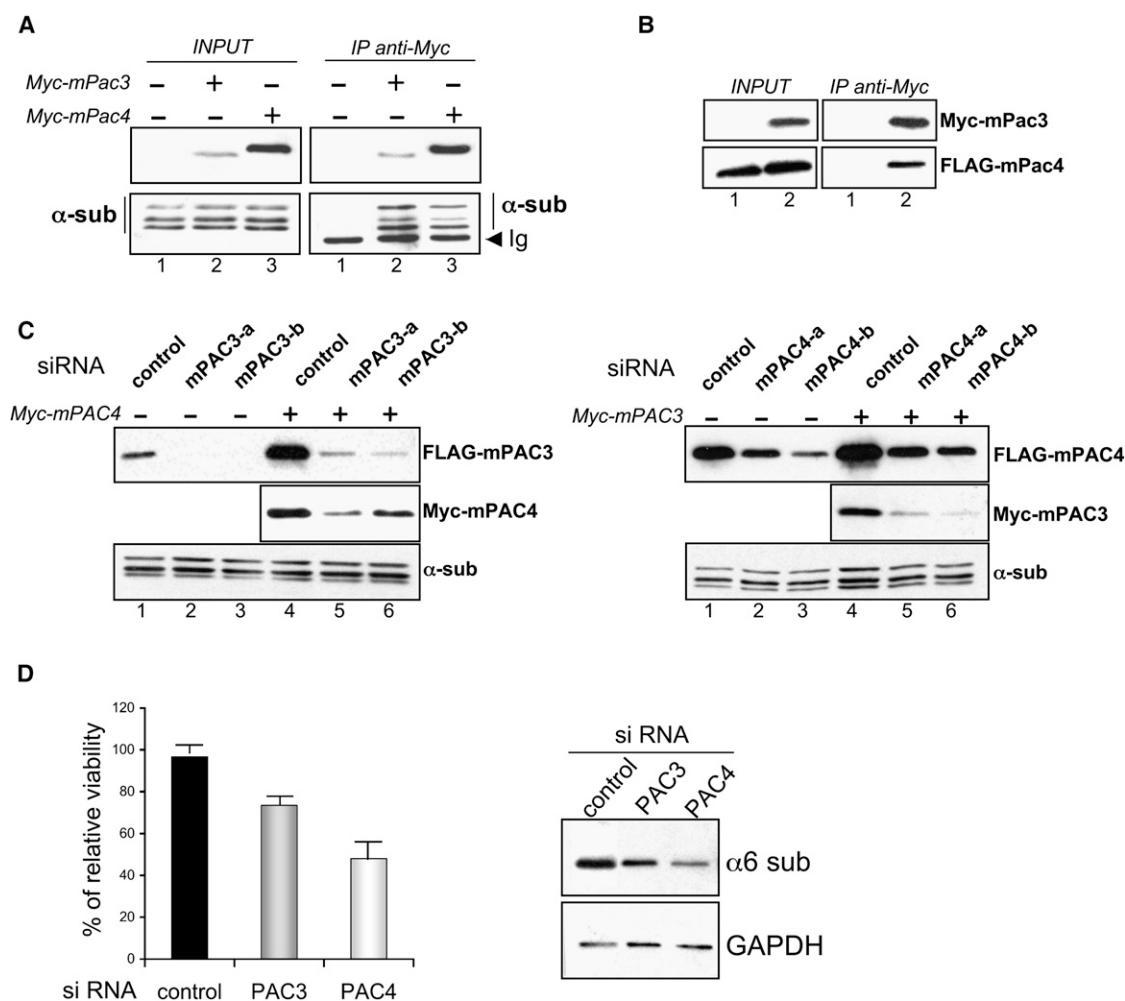 A
INPUT IP anti-Myc
Myc-mPac3 – + – – + –
Myc-mPac4 – – + – – +
α-sub
α-sub
Ig
1 2 3 1 2 3
B
INPUT IP anti-Myc
Myc-mPac3
FLAG-mPac4
1 2 1 2
C
siRNA control mPAC3-a mPAC3-b control mPAC3-a mPAC3-b
Myc-mPAC4 – – – + + +
FLAG-mPAC3
Myc-mPAC4
α-sub
1 2 3 4 5 6
siRNA control mPAC4-a mPAC4-b control mPAC4-a mPAC4-b
Myc-mPAC3 – – – + + +
FLAG-mPAC4
Myc-mPAC3
α-sub
1 2 3 4 5 6
D
% of relative viability
120
100
80
60
40
20
0
si RNA control PAC3 PAC4
si RNA
control PAC3 PAC4
α6 sub
GAPDH